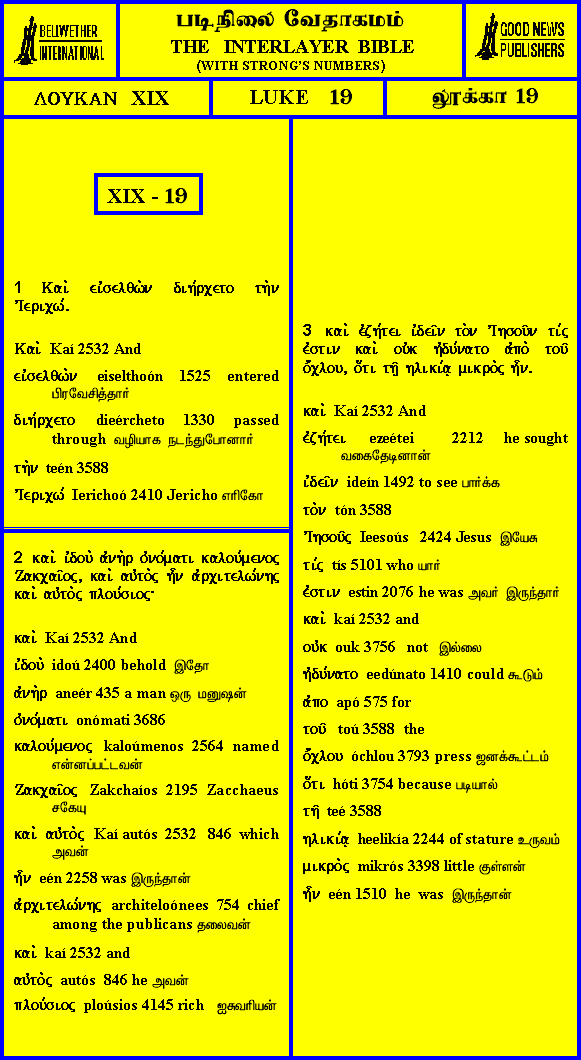 BELLWETHER
INTERNATIONAL
படிநிலை வேதாகமம்
THE INTERLAYER BIBLE
(WITH STRONG'S NUMBERS)
GOOD NEWS
PUBLISHERS
ΛΟΥΚΑΝ XIX
LUKE 19
லூக்கா 19
XIX - 19
1 Καὶ εἰσελθὼν διήρχετο τὴν
Ἰεριχώ.
Καὶ Kaí 2532 And
εἰσελθὼν eiselthoón 1525 entered
பிரவேசித்தார்
διήρχετο dieércheto 1330 passed
through வழியாக நடந்துபோனார்
τὴν teén 3588
Ἰεριχώ Ierichoó 2410 Jericho எரிகோ
2 καὶ ἰδοὺ ἀνὴρ ὀνόματι καλούμενος
Ζακχαῖος, καὶ αὐτὸς ἦν ἀρχιτελώνης
καὶ αὐτὸς πλούσιος·
καὶ Kaí 2532 And
ἰδοὺ idoú 2400 behold இதோ
ἀνὴρ aneér 435 a man ஒரு மனுஷன்
ὀνόματι onómati 3686
καλούμενος kaloúmenos 2564 named
என்னப்பட்டவன்
Ζακχαῖος Zakchaíos 2195 Zacchaeus
சகேயு
καὶ αὐτὸς Kaí autós 2532 846 which
அவன்
ἦν eén 2258 was இருந்தான்
ἀρχιτελώνης architeloónees 754 chief
among the publicans தலைவன்
καὶ kaí 2532 and
αὐτὸς autós 846 he அவன்
πλούσιος ploúsios 4145 rich ஐசுவரியன்
3 καὶ ἐζήτει ἰδεῖν τὸν Ἰησοῦν τίς
ἐστιν καὶ οὐκ ἠδύνατο ἀπὸ τοῦ
ὄχλου, ὅτι τῇ ηλικίᾳ μικρὸς ἦν.
καὶ Kaí 2532 And
ἐζήτει ezeétei 2212 he sought
வகைதேடினான்
ἰδεῖν ideín 1492 to see பார்க்க
τὸν tón 3588
Ἰησοῦς Ieesoús 2424 Jesus இயேசு
τίς tís 5101 who யார்
ἐστιν estin 2076 he was அவர் இருந்தார்
καὶ kaí 2532 and
οὐκ ouk 3756 not இல்லை
ἠδύνατο eedúnato 1410 could கூடும்
ἀπο apó 575 for
τοῦ toú 3588 the
ὄχλου óchlou 3793 press ஜனக்கூட்டம்
ὅτι hóti 3754 because படியால்
τῇ teé 3588
ηλικίᾳ heelikía 2244 of stature உருவம்
μικρὸς mikrós 3398 little குள்ளன்
ἦν eén 1510 he was இருந்தான்